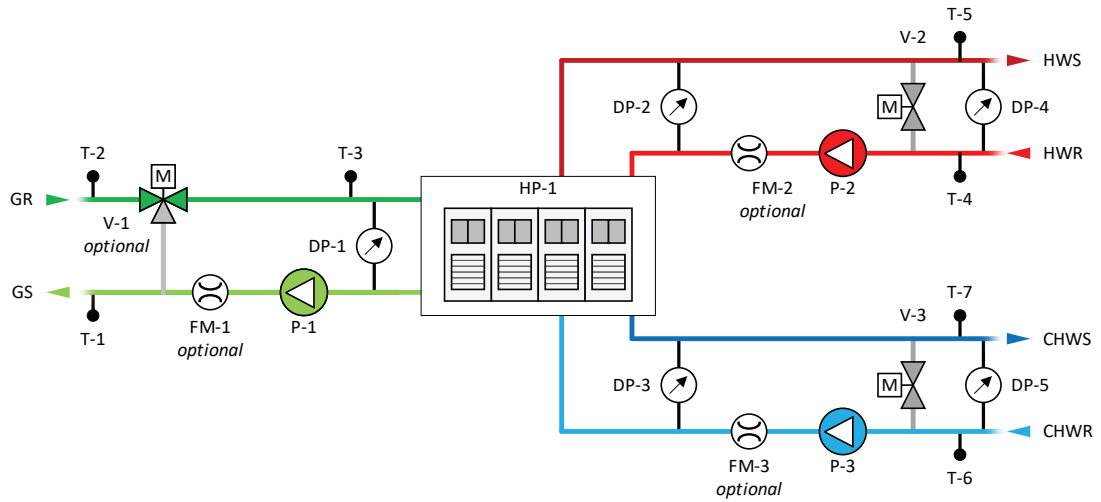 T-5
V-2
HWS
M
DP-2
DP-4
HWR
T-2
T-3
M
HP-1
FM-2
optional
P-2
T-4
GR
V-1
optional
DP-1
GS
T-1
FM-1
optional
P-1
T-7
V-3
CHWS
DP-3
M
DP-5
CHWR
FM-3
optional
P-3
T-6